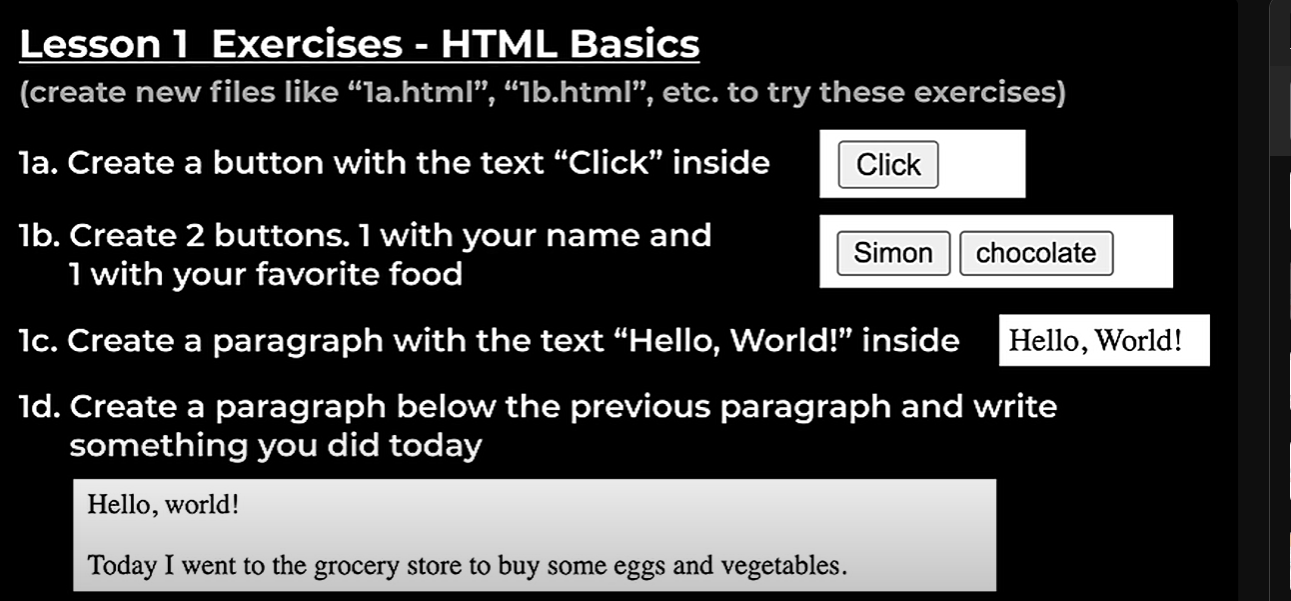 Lesson 1 Exercises - HTML Basics
(create new files like “1a.html”, “1b.html”, etc. to try these exercises)
1a. Create a button with the text “Click” inside
Click
1b. Create 2 buttons. 1 with your name and
1 with your favorite food
Simon chocolate
1c. Create a paragraph with the text “Hello, World!” inside
Hello, World!
1d. Create a paragraph below the previous paragraph and write
something you did today
Hello, world!
Today I went to the grocery store to buy some eggs and vegetables.